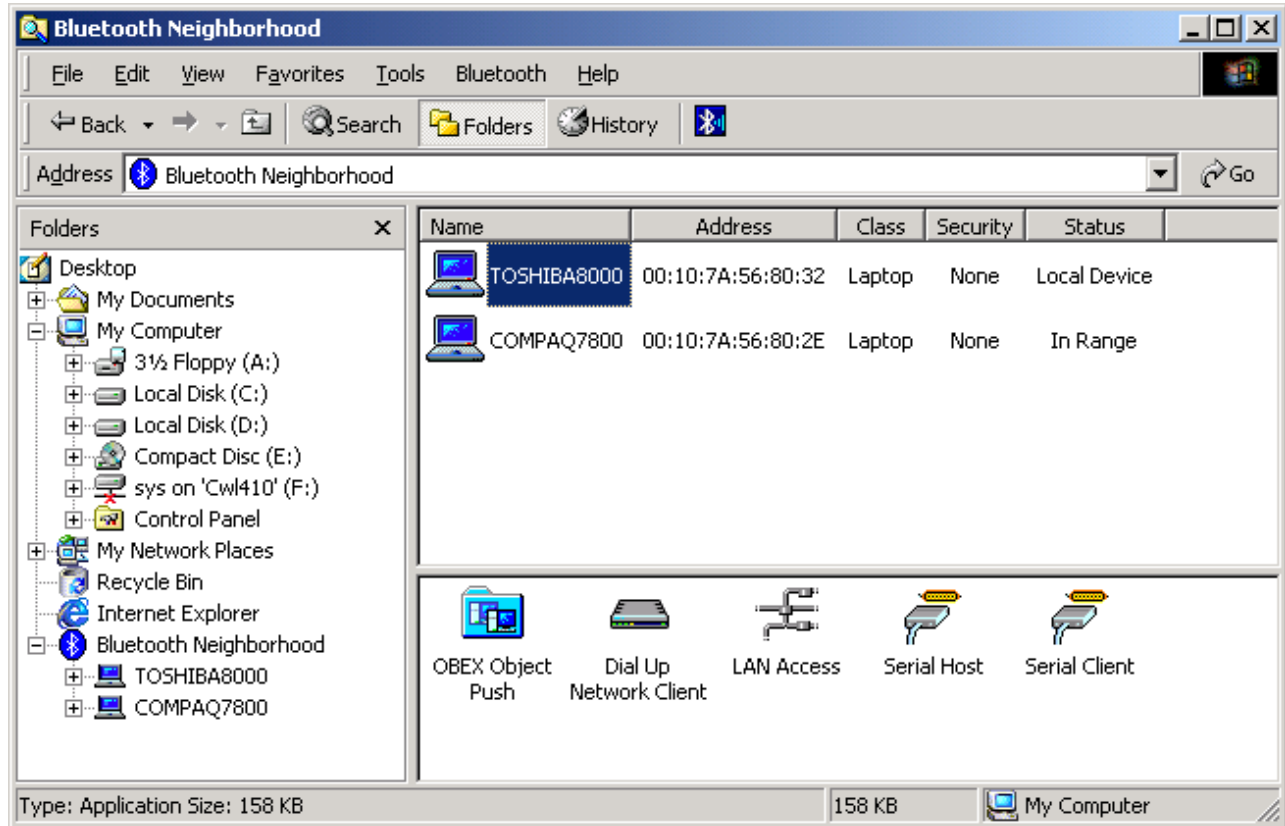 Bluetooth Neighborhood
File Edit View Favorites Tools Bluetooth Help
Back Search Folders History
Address Bluetooth Neighborhood Go
Folders
Desktop
My Documents
My Computer
3½ Floppy (A:)
Local Disk (C:)
Local Disk (D:)
Compact Disc (E:)
sys on 'Cwl410' (F:)
Control Panel
My Network Places
Recycle Bin
Internet Explorer
Bluetooth Neighborhood
TOSHIBA8000
COMPAQ7800
Name Address Class Security Status
TOSHIBA8000 00:10:7A:56:80:32 Laptop None Local Device
COMPAQ7800 00:10:7A:56:80:2E Laptop None In Range
OBEX Object Push
Dial Up Network Client
LAN Access
Serial Host
Serial Client
Type: Application Size: 158 KB 158 KB My Computer